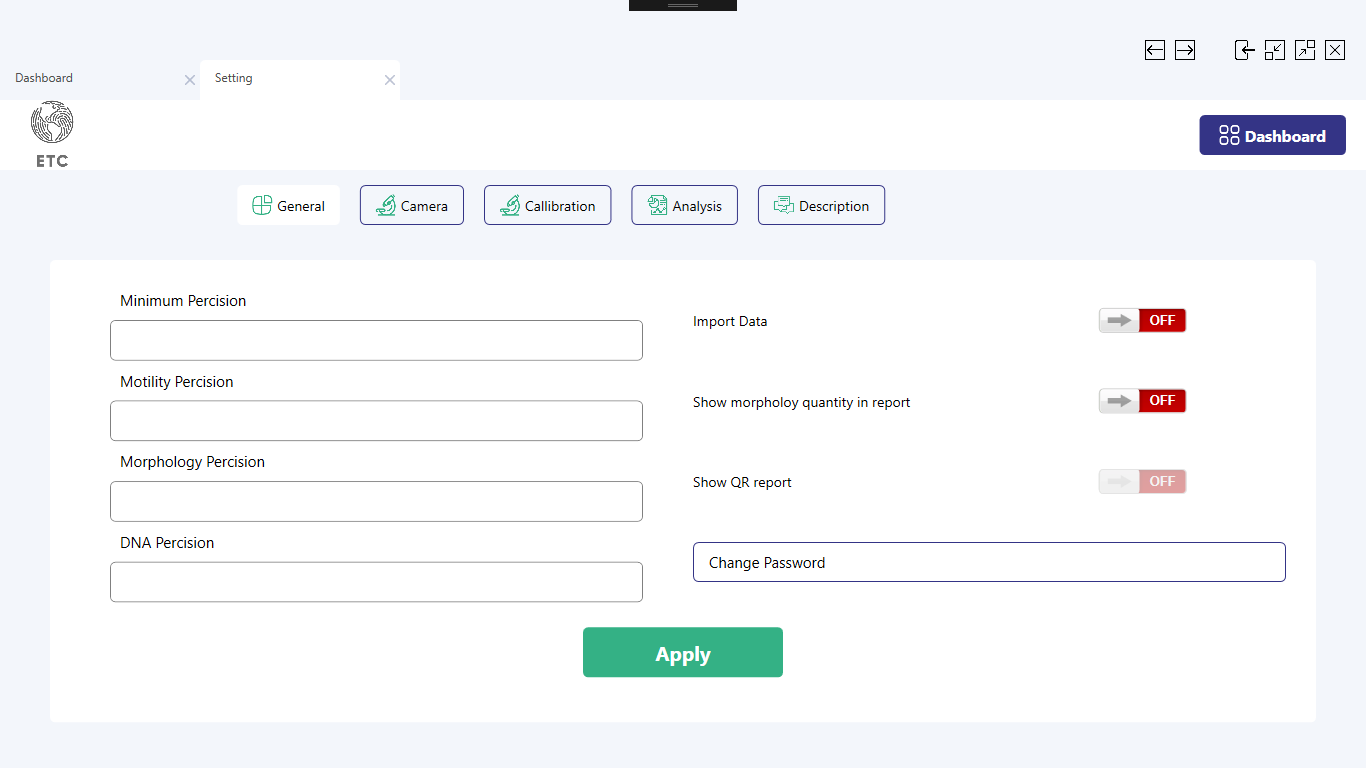 Dashboard
Setting
ETC
Dashboard
General
Camera
Callibration
Analysis
Description
Minimum Percision
Motility Percision
Morphology Percision
DNA Percision
Import Data
OFF
Show morpholoy quantity in report
OFF
Show QR report
OFF
Change Password
Apply